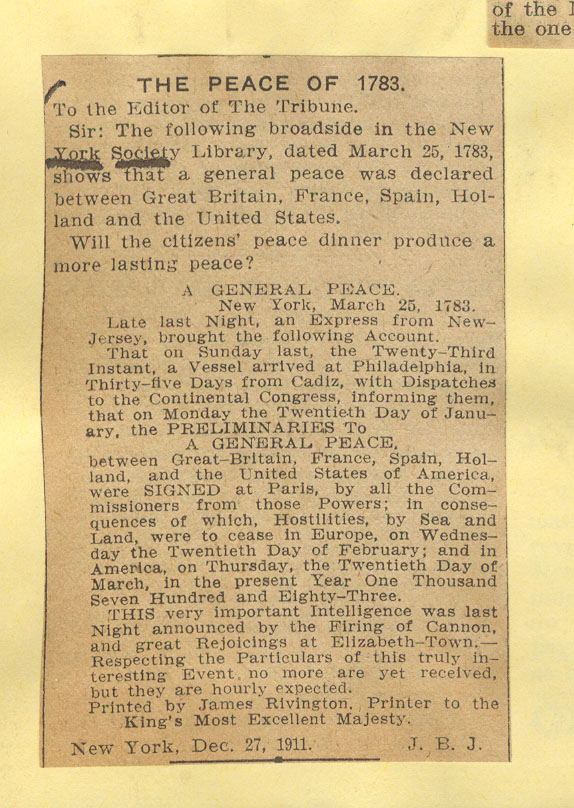 of the
the one
THE PEACE OF 1783.
To the Editor of The Tribune.
Sir: The following broadside in the New
York Society Library, dated March 25, 1783,
shows that a general peace was declared
between Great Britain, France, Spain, Hol-
land and the United States.
Will the citizens' peace dinner produce a
more lasting peace?
A GENERAL PEACE.
New York, March 25, 1783.
Late last Night, an Express from New-
Jersey, brought the following Account.
That on Sunday last, the Twenty-Third
Instant, a Vessel arrived at Philadelphia, in
Thirty-five Days from Cadiz, with Dispatches
to the Continental Congress, informing them,
that on Monday the Twentieth Day of Janu-
ary, the PRELIMINARIES To
A GENERAL PEACE,
between Great-Britain, France, Spain, Hol-
land, and the United States of America,
were SIGNED at Paris, by all the Com-
missioners from those Powers; in conse-
quences of which, Hostilities, by Sea and
Land, were to cease in Europe, on Wednes-
day the Twentieth Day of February; and in
America, on Thursday, the Twentieth Day of
March, in the present Year One Thousand
Seven Hundred and Eighty-Three.
THIS very important Intelligence was last
Night announced by the Firing of Cannon,
and great Rejoicings at Elizabeth-Town.—
Respecting the Particulars of this truly in-
teresting Event, no more are yet received,
but they are hourly expected.
Printed by James Rivington, Printer to the
King's Most Excellent Majesty.
New York, Dec. 27, 1911. J. B. J.